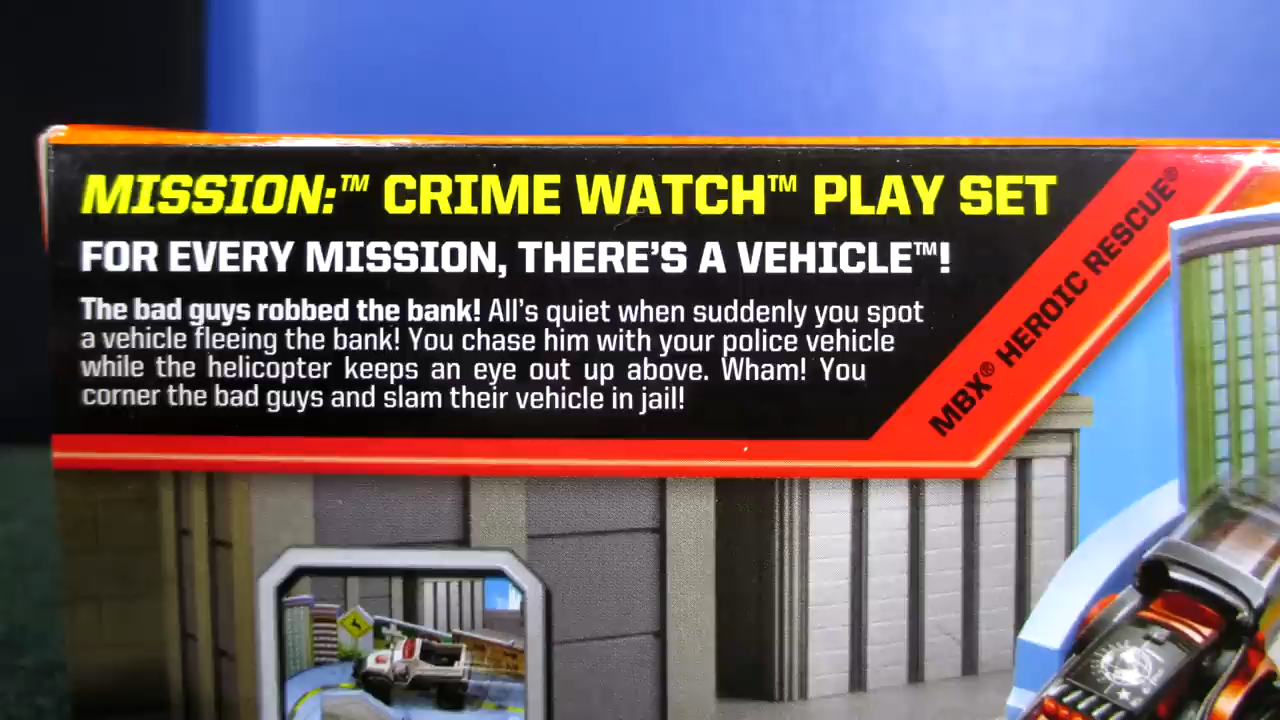 MISSION:™ CRIME WATCH™ PLAY SET
FOR EVERY MISSION, THERE'S A VEHICLE™!
The bad guys robbed the bank! All's quiet when suddenly you spot
a vehicle fleeing the bank! You chase him with your police vehicle
while the helicopter keeps an eye out up above. Wham! You
corner the bad guys and slam their vehicle in jail!
MBX® HEROIC RESCUE®